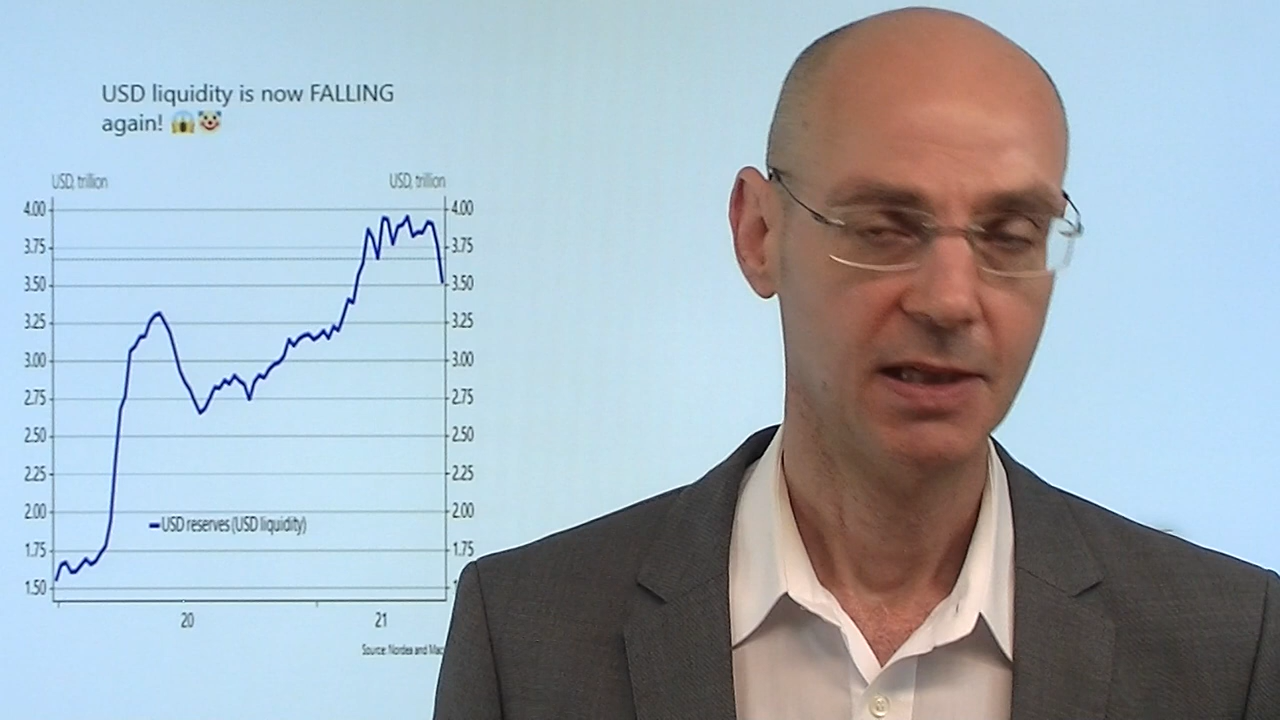 USD liquidity is now FALLING
again! 😱🤡
USD, trillion USD, trillion
4.00 4.00
3.75 3.75
3.50 3.50
3.25 3.25
3.00 3.00
2.75 2.75
2.50 2.50
2.25 2.25
2.00 2.00
USD reserves (USD liquidity)
1.75 1.75
1.50
20 21
Source: Nordea and